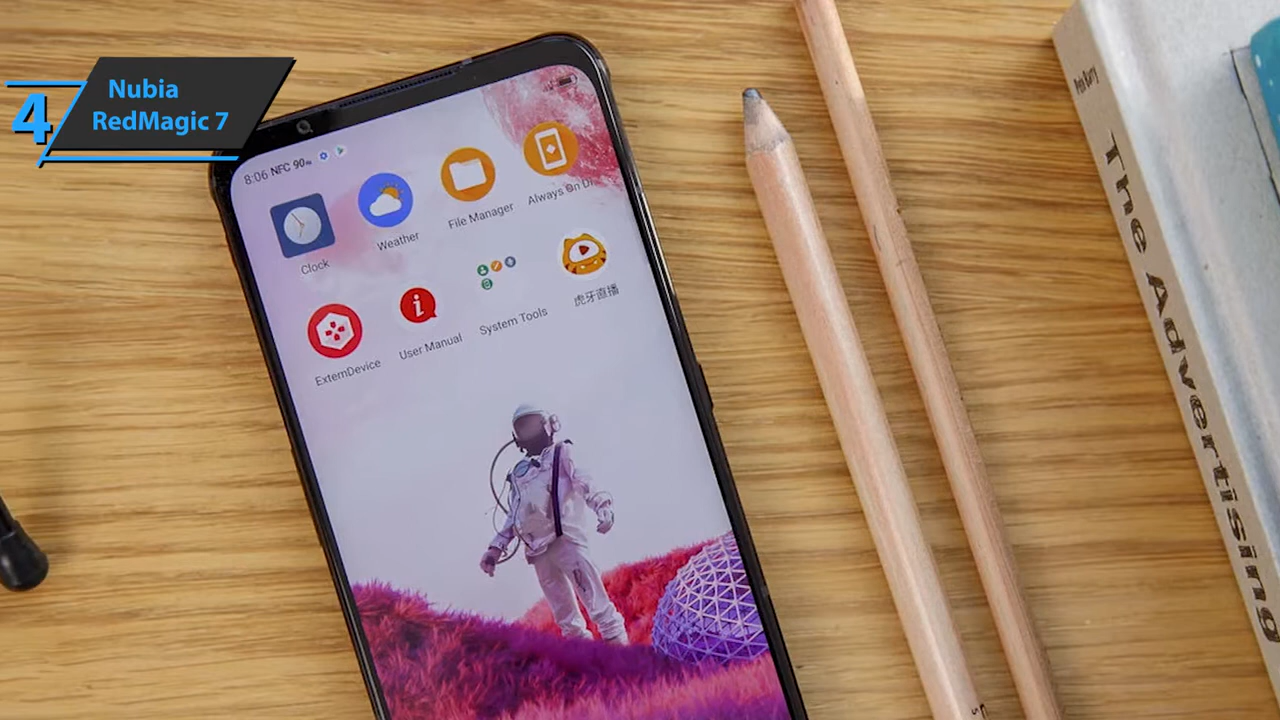 4
Nubia
RedMagic 7
8:06 NFC 90
Clock
Weather
File Manager
Always On Di
ExternDevice
User Manual
System Tools
虎牙直播
The Advertising